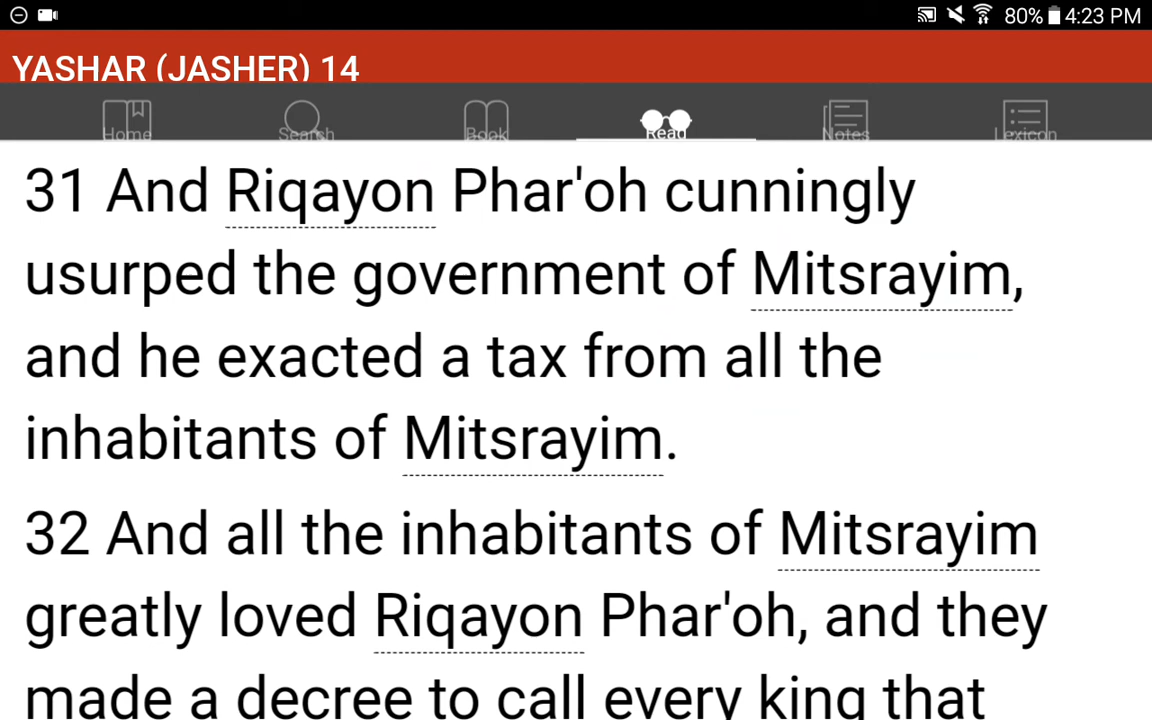 80% 4:23 PM
YASHAR (JASHER) 14
Home Search Book Read Notes Lexicon
31 And Riqayon Phar'oh cunningly
usurped the government of Mitsrayim,
and he exacted a tax from all the
inhabitants of Mitsrayim.
32 And all the inhabitants of Mitsrayim
greatly loved Riqayon Phar'oh, and they
made a decree to call every king that